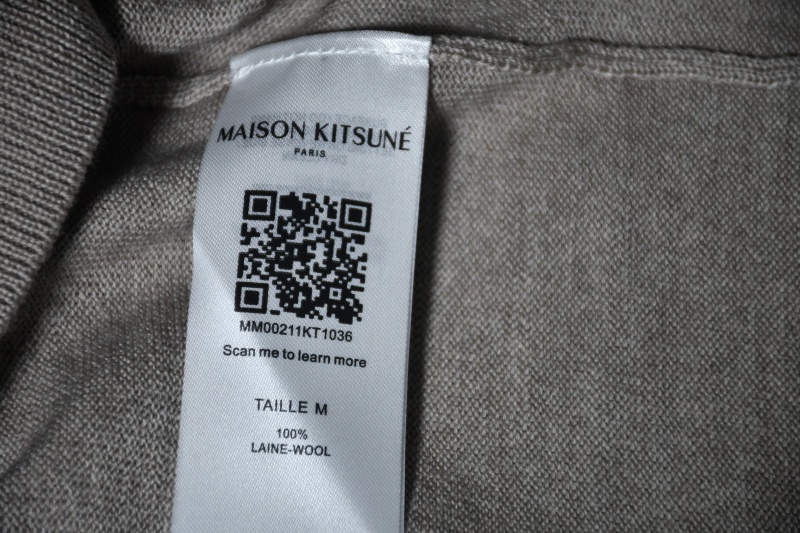 MAISON KITSUNÉ
PARIS
MM00211KT1036
Scan me to learn more
TAILLE M
100%
LAINE-WOOL